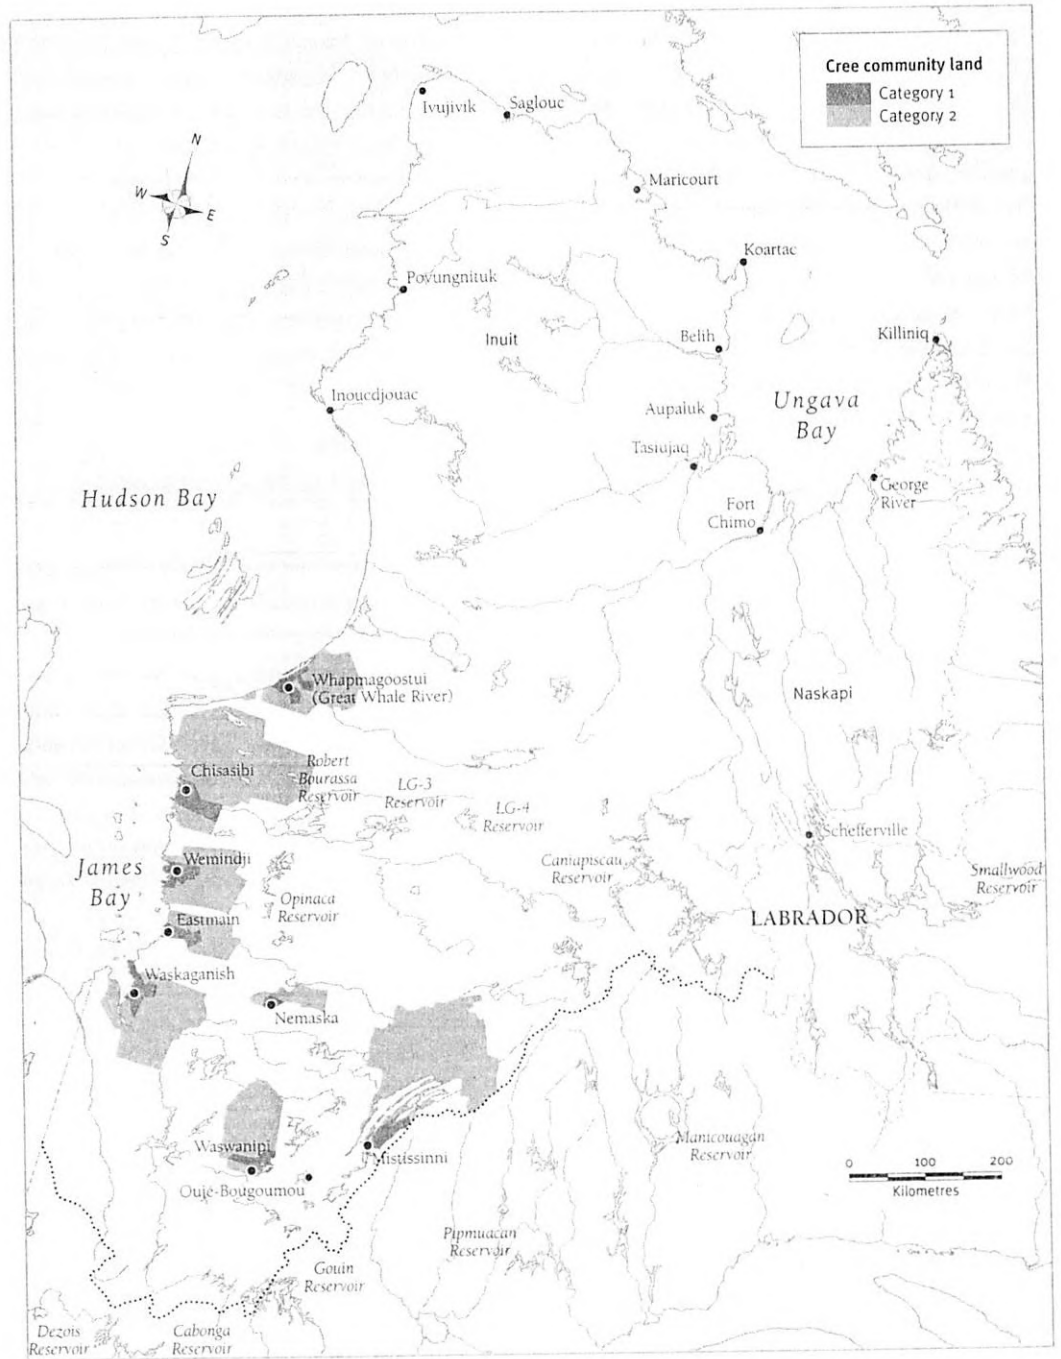 Cree community land
Category 1
Category 2
N
W
E
S
Ivujivik
Saglouc
Maricourt
Koartac
Povungnituk
Inuit
Belih
Killiniq
Inoucdjouac
Aupaluk
Ungava
Bay
Tasiujaq
Hudson Bay
George
River
Fort
Chimo
Whapmagoostui
(Great Whale River)
Naskapi
Chisasibi
Robert
Bourassa
Reservoir
LG-3
Reservoir
LG-4
Reservoir
Schefferville
Wemindji
James
Bay
Caniapiscau
Reservoir
Smallwood
Reservoir
Opinaca
Reservoir
Eastmain
LABRADOR
Waskaganish
Nemaska
Waswanipi
Mistissinni
Manicouagan
Reservoir
0 100 200
Kilometres
Oujé-Bougoumou
Pipmuacan
Reservoir
Gouin
Reservoir
Dezois
Reservoir
Cabonga
Reservoir